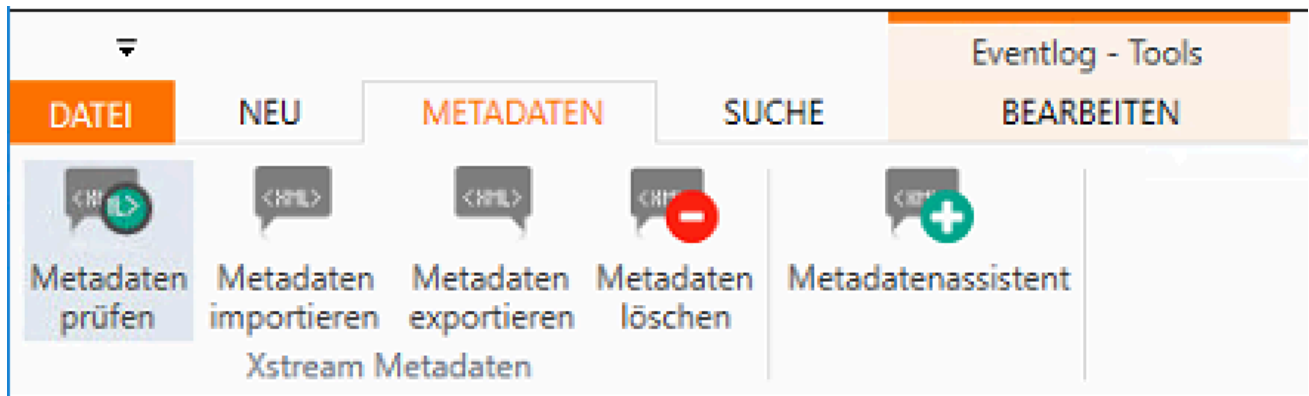 Eventlog - Tools
DATEI NEU METADATEN SUCHE BEARBEITEN
<XML> <XML> <XML>
Metadaten prüfen
Metadaten importieren
Metadaten exportieren
Metadaten löschen
Metadatenassistent
Xstream Metadaten